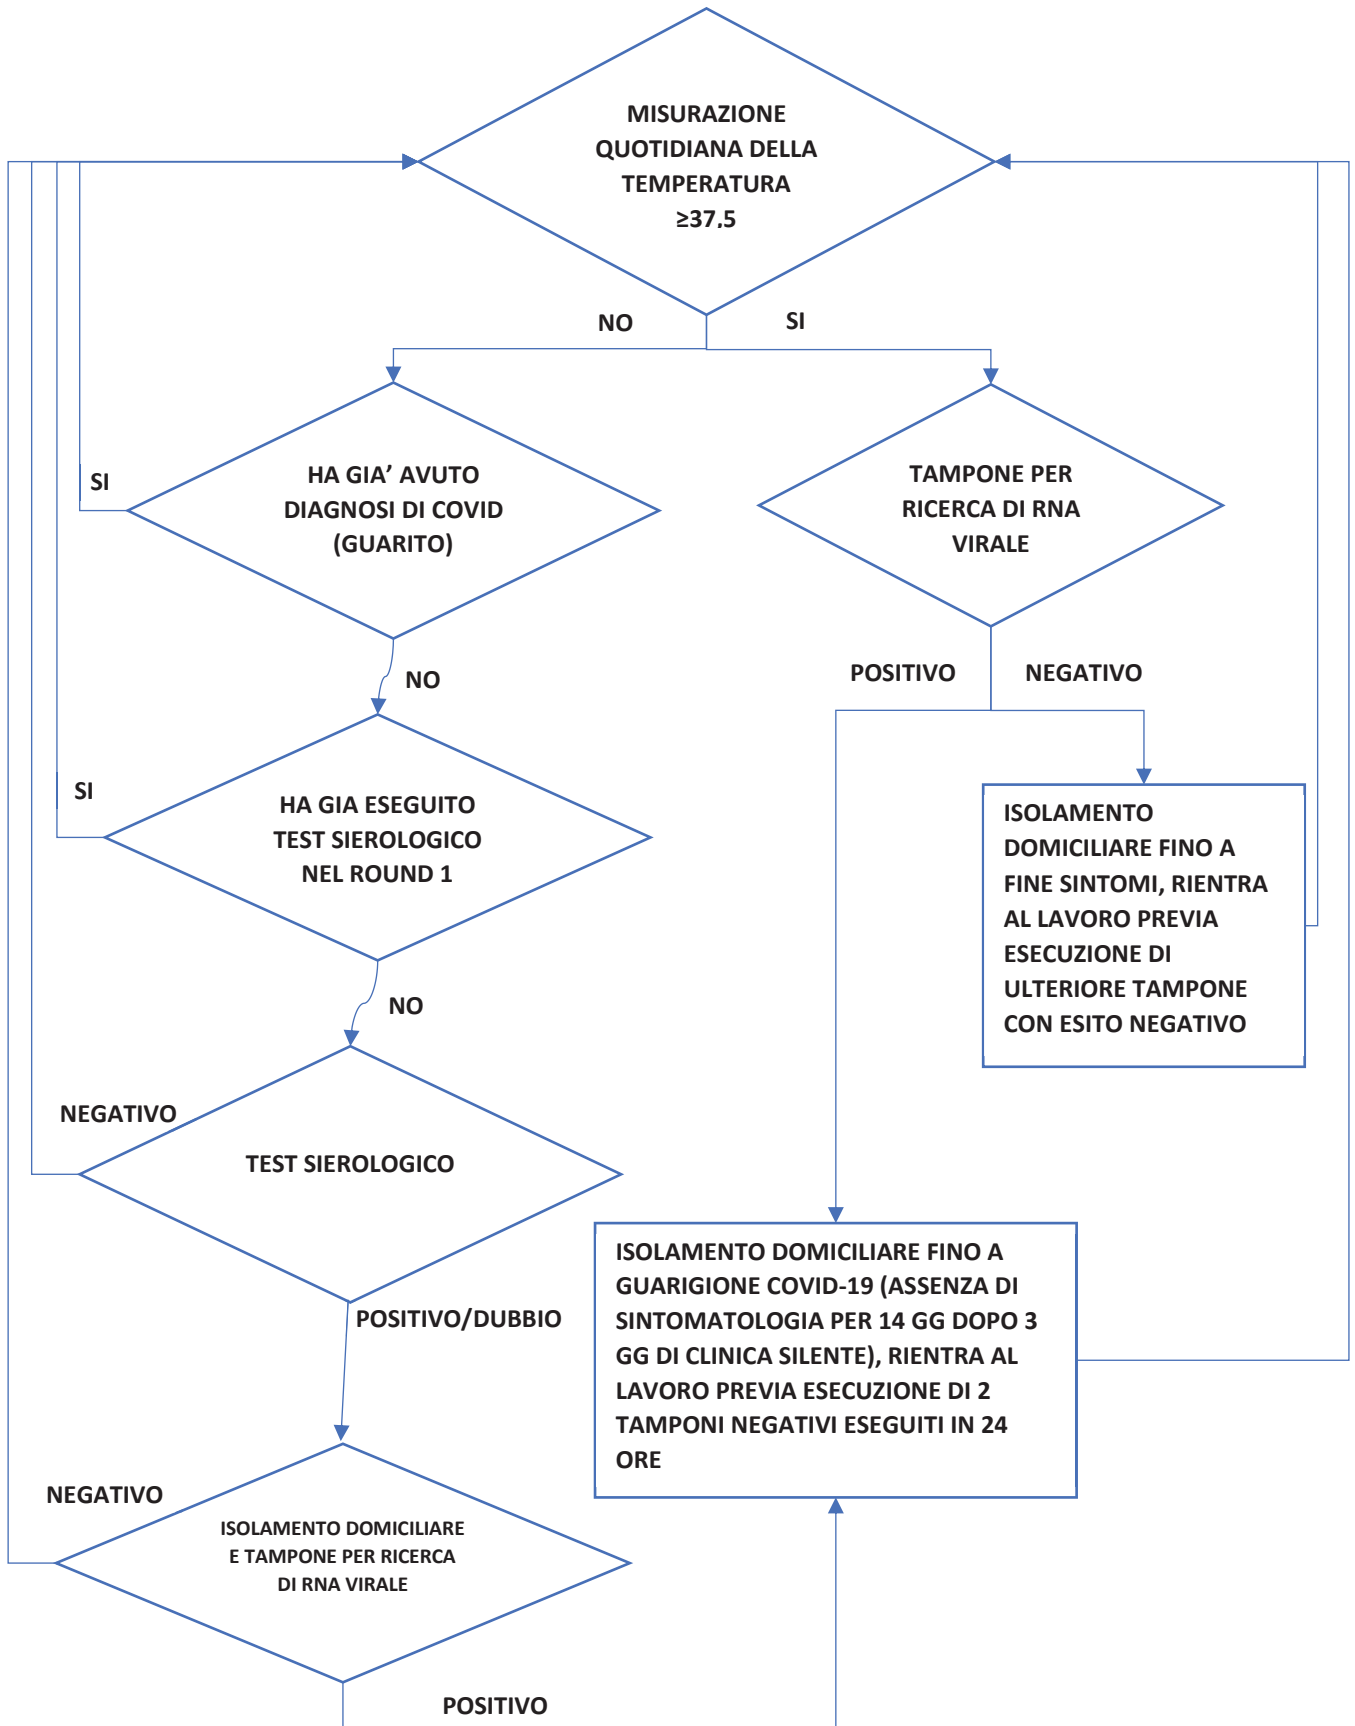 MISURAZIONE
QUOTIDIANA DELLA
TEMPERATURA
≥37,5
NO
SI
HA GIA’ AVUTO
DIAGNOSI DI COVID
(GUARITO)
SI
TAMPONE PER
RICERCA DI RNA
VIRALE
NO
POSITIVO
NEGATIVO
HA GIA ESEGUITO
TEST SIEROLOGICO
NEL ROUND 1
SI
ISOLAMENTO
DOMICILIARE FINO A
FINE SINTOMI, RIENTRA
AL LAVORO PREVIA
ESECUZIONE DI
ULTERIORE TAMPONE
CON ESITO NEGATIVO
NO
NEGATIVO
TEST SIEROLOGICO
POSITIVO/DUBBIO
ISOLAMENTO DOMICILIARE FINO A
GUARIGIONE COVID-19 (ASSENZA DI
SINTOMATOLOGIA PER 14 GG DOPO 3
GG DI CLINICA SILENTE), RIENTRA AL
LAVORO PREVIA ESECUZIONE DI 2
TAMPONI NEGATIVI ESEGUITI IN 24
ORE
NEGATIVO
ISOLAMENTO DOMICILIARE
E TAMPONE PER RICERCA
DI RNA VIRALE
POSITIVO